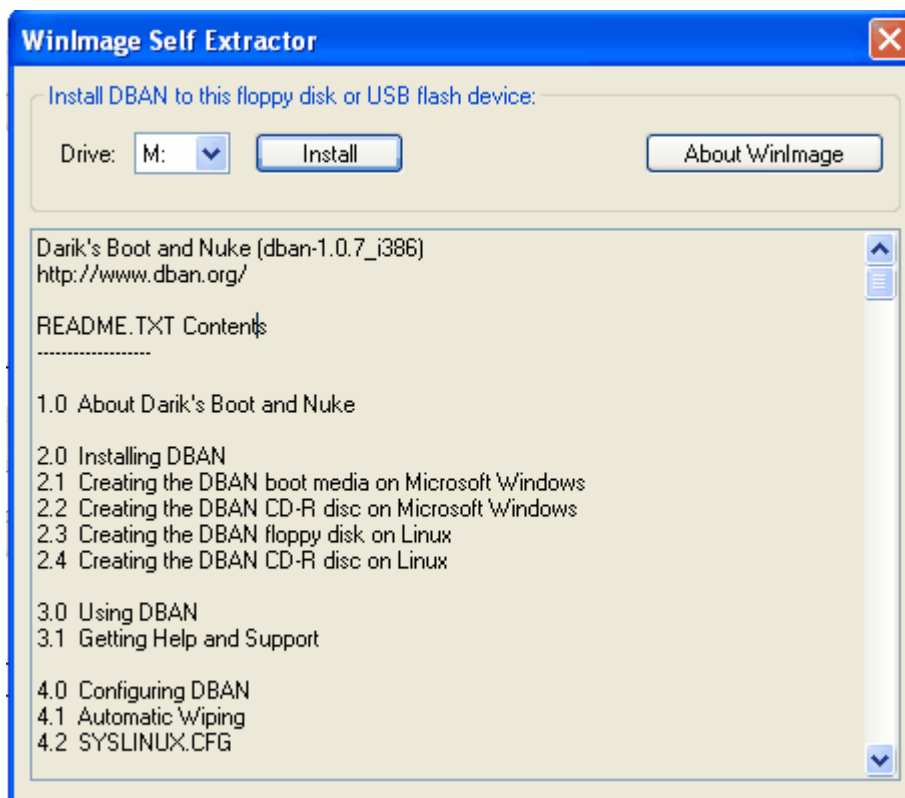 WinImage Self Extractor
Install DBAN to this floppy disk or USB flash device:
Drive: M: Install About WinImage
Darik's Boot and Nuke (dban-1.0.7_i386)
http://www.dban.org/
README.TXT Contents
-------------------
1.0 About Darik's Boot and Nuke
2.0 Installing DBAN
2.1 Creating the DBAN boot media on Microsoft Windows
2.2 Creating the DBAN CD-R disc on Microsoft Windows
2.3 Creating the DBAN floppy disk on Linux
2.4 Creating the DBAN CD-R disc on Linux
3.0 Using DBAN
3.1 Getting Help and Support
4.0 Configuring DBAN
4.1 Automatic Wiping
4.2 SYSLINUX.CFG